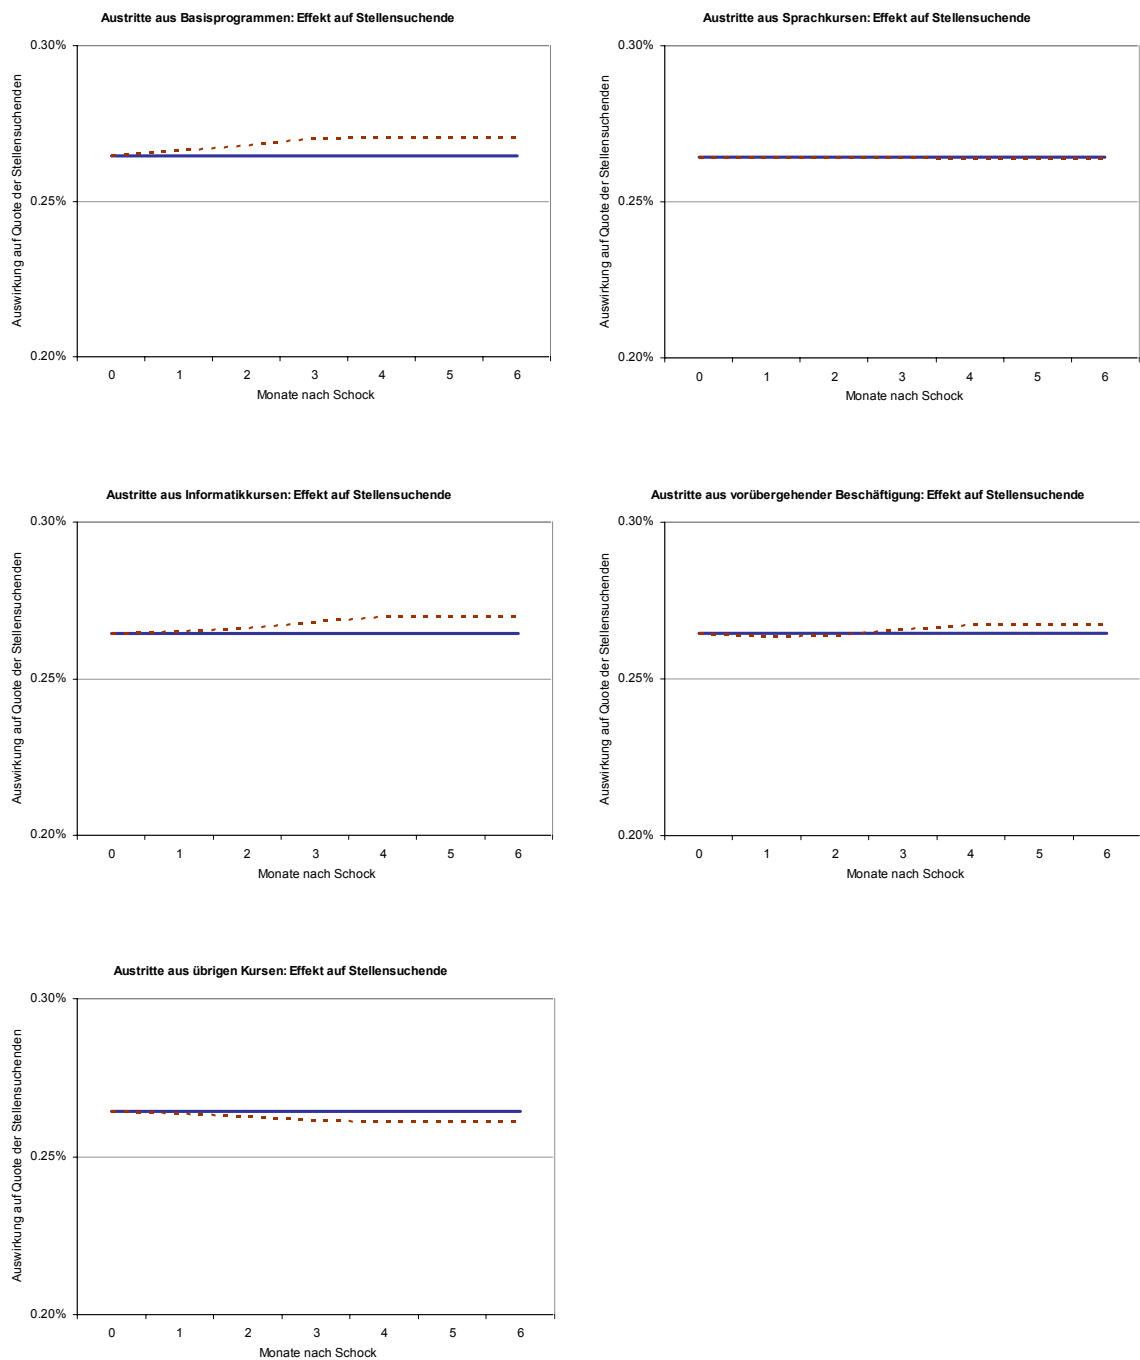 Austritte aus Basisprogrammen: Effekt auf Stellensuchende
Auswirkung auf Quote der Stellensuchenden
0.30%
0.25%
0.20%
0 1 2 3 4 5 6
Monate nach Schock
Austritte aus Sprachkursen: Effekt auf Stellensuchende
Auswirkung auf Quote der Stellensuchenden
0.30%
0.25%
0.20%
0 1 2 3 4 5 6
Monate nach Schock
Austritte aus Informatikkursen: Effekt auf Stellensuchende
Auswirkung auf Quote der Stellensuchenden
0.30%
0.25%
0.20%
0 1 2 3 4 5 6
Monate nach Schock
Austritte aus vorübergehender Beschäftigung: Effekt auf Stellensuchende
Auswirkung auf Quote der Stellensuchenden
0.30%
0.25%
0.20%
0 1 2 3 4 5 6
Monate nach Schock
Austritte aus übrigen Kursen: Effekt auf Stellensuchende
Auswirkung auf Quote der Stellensuchenden
0.30%
0.25%
0.20%
0 1 2 3 4 5 6
Monate nach Schock